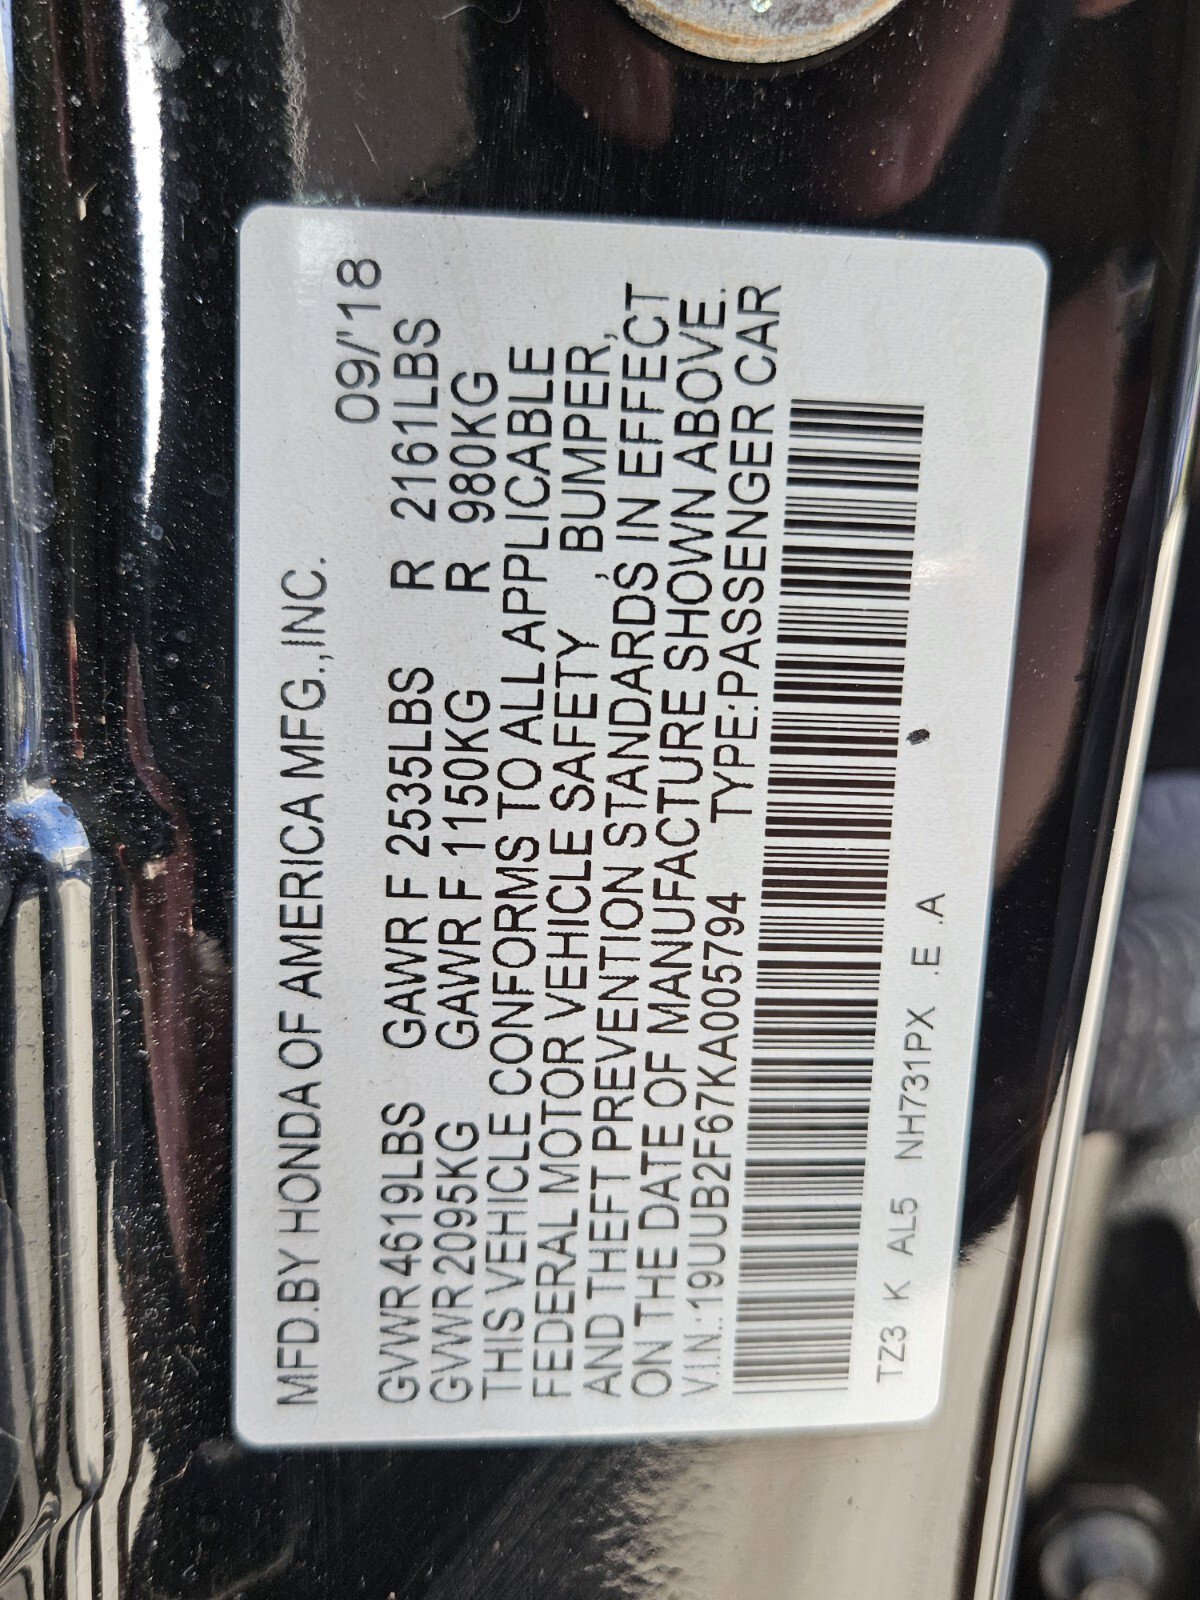 MFD.BY HONDA OF AMERICA MFG.,INC.
09/'18
GVWR 4619LBS GAWR F 2535LBS R 2161LBS
GVWR 2095KG GAWR F 1150KG R 980KG
THIS VEHICLE CONFORMS TO ALL APPLICABLE
FEDERAL MOTOR VEHICLE SAFETY , BUMPER,
AND THEFT PREVENTION STANDARDS IN EFFECT
ON THE DATE OF MANUFACTURE SHOWN ABOVE.
V.I.N.:19UUB2F67KA005794 TYPE:PASSENGER CAR
TZ3 K AL5 NH731PX .E .A